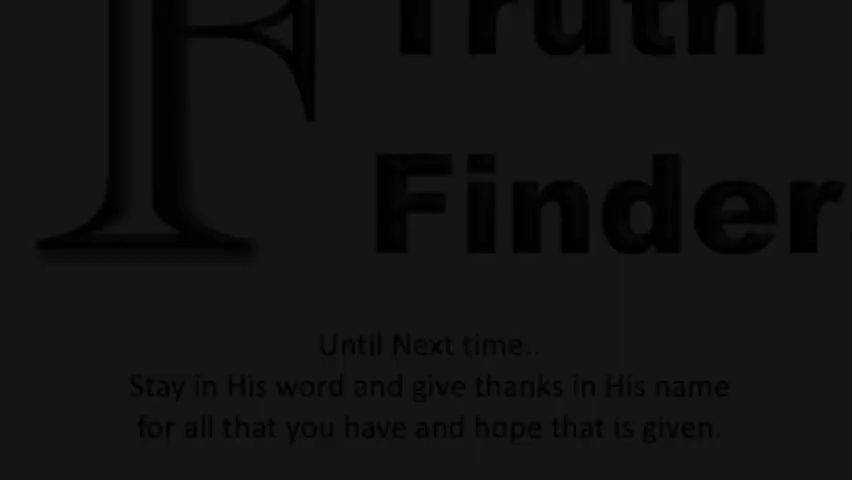 F
Truth
Finder
Until Next time..
Stay in His word and give thanks in His name
for all that you have and hope that is given.